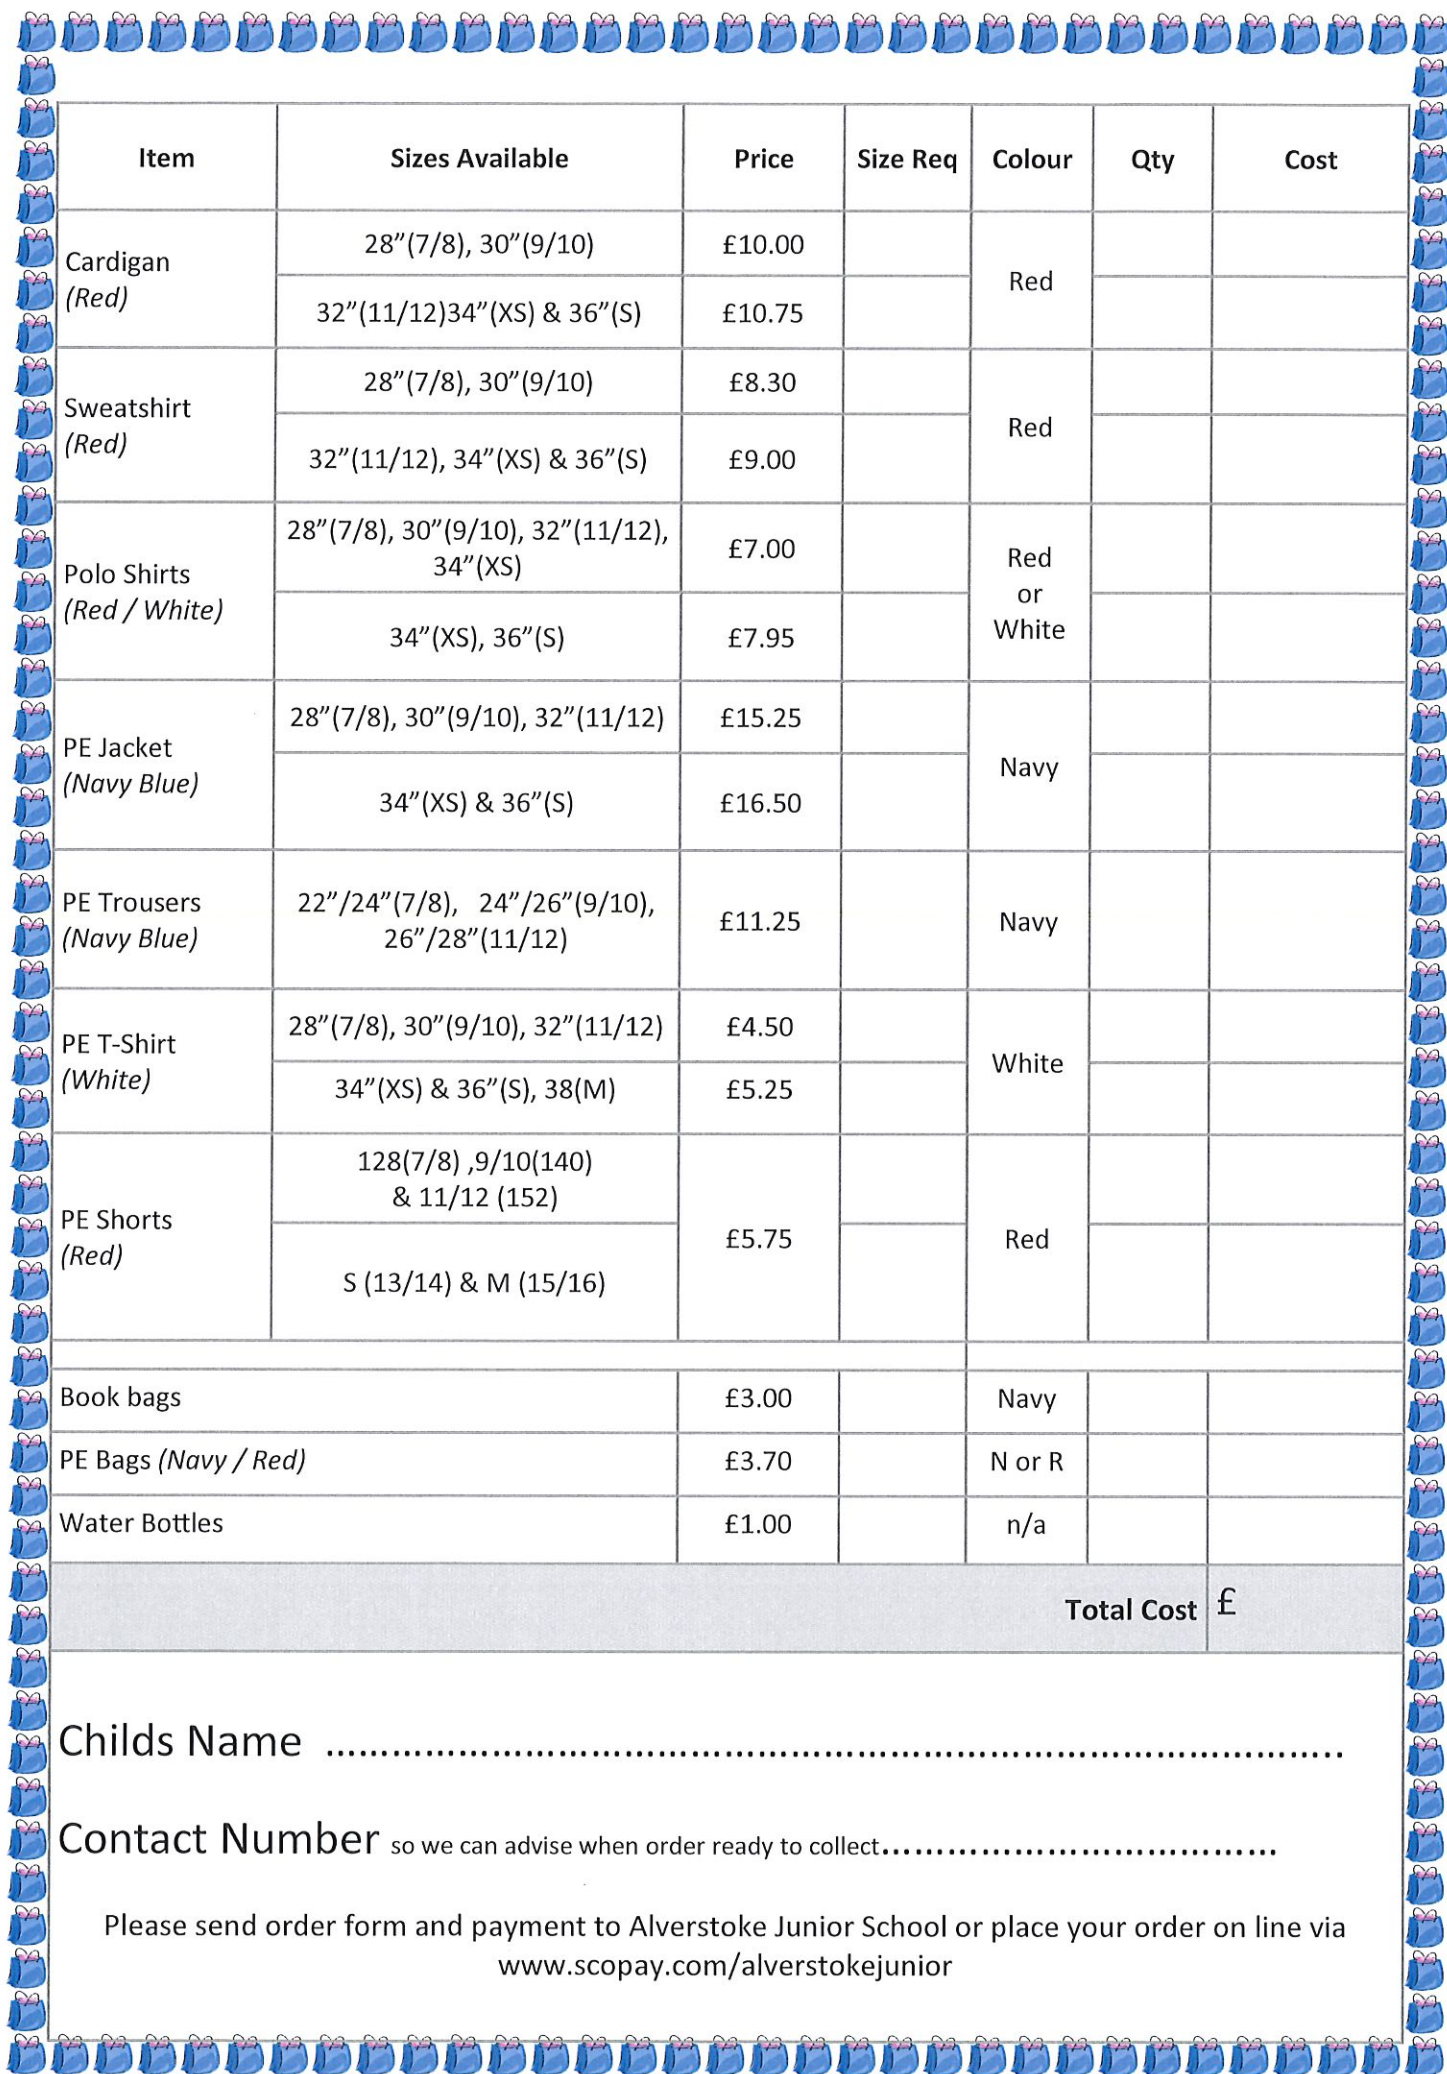 Item Sizes Available Price Size Req Colour Qty Cost
Cardigan
(Red)
28”(7/8), 30”(9/10) £10.00
32”(11/12)34”(XS) & 36”(S) £10.75
Red
Sweatshirt
(Red)
28”(7/8), 30”(9/10) £8.30
32”(11/12), 34”(XS) & 36”(S) £9.00
Red
Polo Shirts
(Red / White)
28”(7/8), 30”(9/10), 32”(11/12),
34”(XS)
£7.00
34”(XS), 36”(S) £7.95
Red
or
White
PE Jacket
(Navy Blue)
28”(7/8), 30”(9/10), 32”(11/12) £15.25
34”(XS) & 36”(S) £16.50
Navy
PE Trousers
(Navy Blue)
22”/24”(7/8), 24”/26”(9/10),
26”/28”(11/12)
£11.25
Navy
PE T-Shirt
(White)
28”(7/8), 30”(9/10), 32”(11/12) £4.50
34”(XS) & 36”(S), 38(M) £5.25
White
PE Shorts
(Red)
128(7/8) ,9/10(140)
& 11/12 (152)
S (13/14) & M (15/16)
£5.75
Red
Book bags £3.00 Navy
PE Bags (Navy / Red) £3.70 N or R
Water Bottles £1.00 n/a
Total Cost £
Childs Name ............................................................................................
Contact Number so we can advise when order ready to collect....................................
Please send order form and payment to Alverstoke Junior School or place your order on line via
www.scopay.com/alverstokejunior